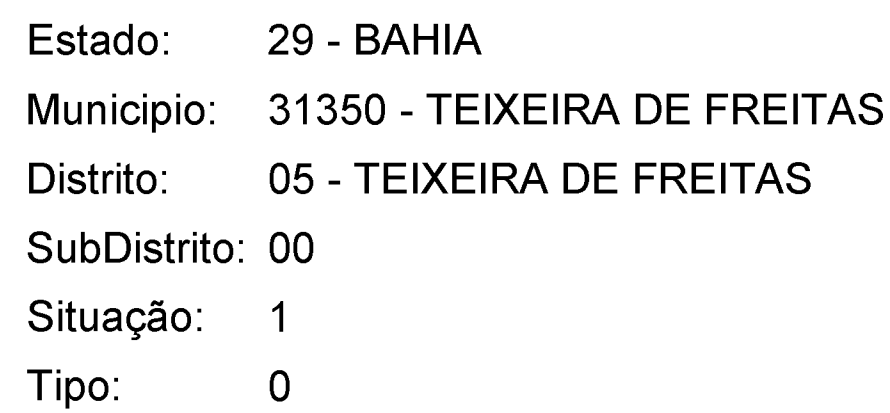 Estado: 29 - BAHIA
Municipio: 31350 - TEIXEIRA DE FREITAS
Distrito: 05 - TEIXEIRA DE FREITAS
SubDistrito: 00
Situação: 1
Tipo: 0